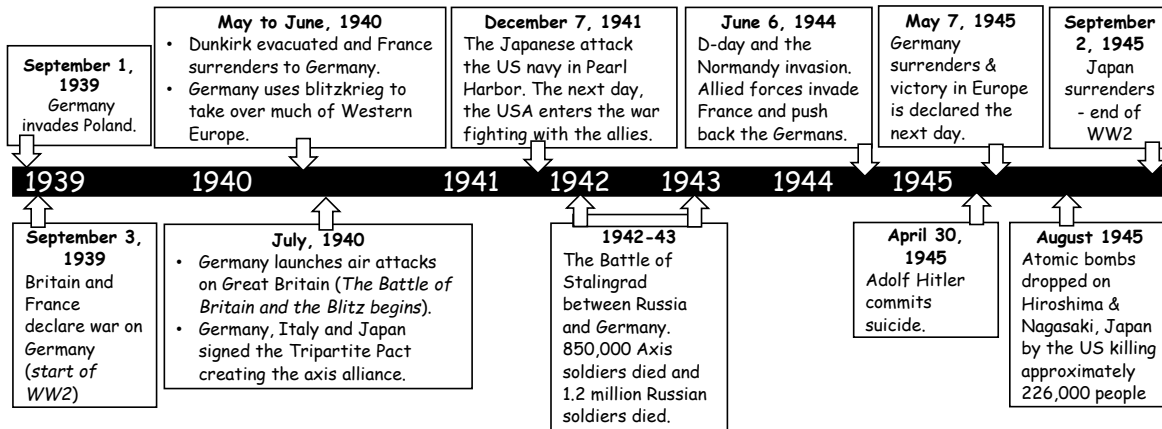 September 1,
1939
Germany
invades Poland.
May to June, 1940
• Dunkirk evacuated and France
surrenders to Germany.
• Germany uses blitzkrieg to
take over much of Western
Europe.
December 7, 1941
The Japanese attack
the US navy in Pearl
Harbor. The next day,
the USA enters the war
fighting with the allies.
June 6, 1944
D-day and the
Normandy invasion.
Allied forces invade
France and push
back the Germans.
May 7, 1945
Germany
surrenders &
victory in Europe
is declared the
next day.
September
2, 1945
Japan
surrenders
- end of
WW2
1939 1940 1941 1942 1943 1944 1945
September 3,
1939
Britain and
France
declare war on
Germany
(start of
WW2)
July, 1940
• Germany launches air attacks
on Great Britain (The Battle of
Britain and the Blitz begins).
• Germany, Italy and Japan
signed the Tripartite Pact
creating the axis alliance.
1942-43
The Battle of
Stalingrad
between Russia
and Germany.
850,000 Axis
soldiers died and
1.2 million Russian
soldiers died.
April 30,
1945
Adolf Hitler
commits
suicide.
August 1945
Atomic bombs
dropped on
Hiroshima &
Nagasaki, Japan
by the US killing
approximately
226,000 people